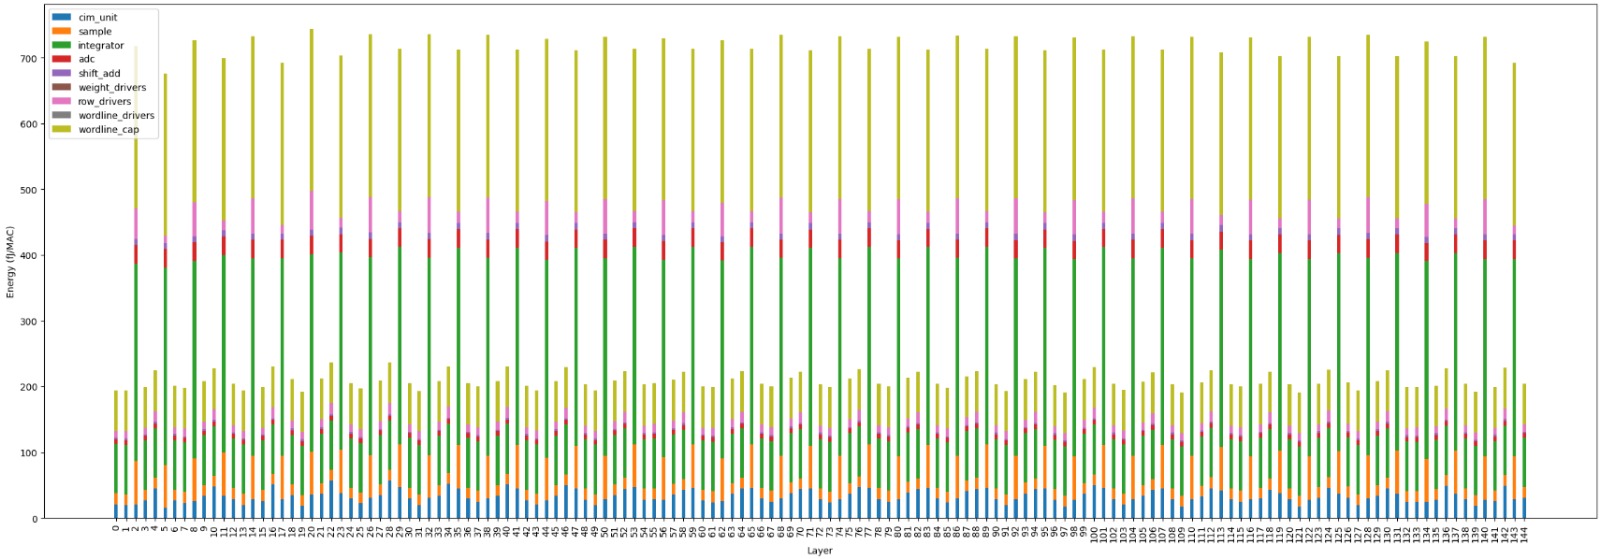 cim_unit
sample
integrator
adc
shift_add
weight_drivers
row_drivers
wordline_drivers
wordline_cap
700
600
500
400
300
200
100
0
Energy (fJ/MAC)
0 1 2 3 4 5 6 7 8 9 10 11 12 13 14 15 16 17 18 19 20 21 22 23 24 25 26 27 28 29 30 31 32 33 34 35 36 37 38 39 40 41 42 43 44 45 46 47 48 49 50 51 52 53 54 55 56 57 58 59 60 61 62 63 64 65 66 67 68 69 70 71 72 73 74 75 76 77 78 79 80 81 82 83 84 85 86 87 88 89 90 91 92 93 94 95 96 97 98 99 100 101 102 103 104 105 106 107 108 109 110 111 112 113 114 115 116 117 118 119 120 121 122 123 124 125 126 127 128 129 130 131 132 133 134 135 136 137 138 139 140 141 142 143 144
Layer